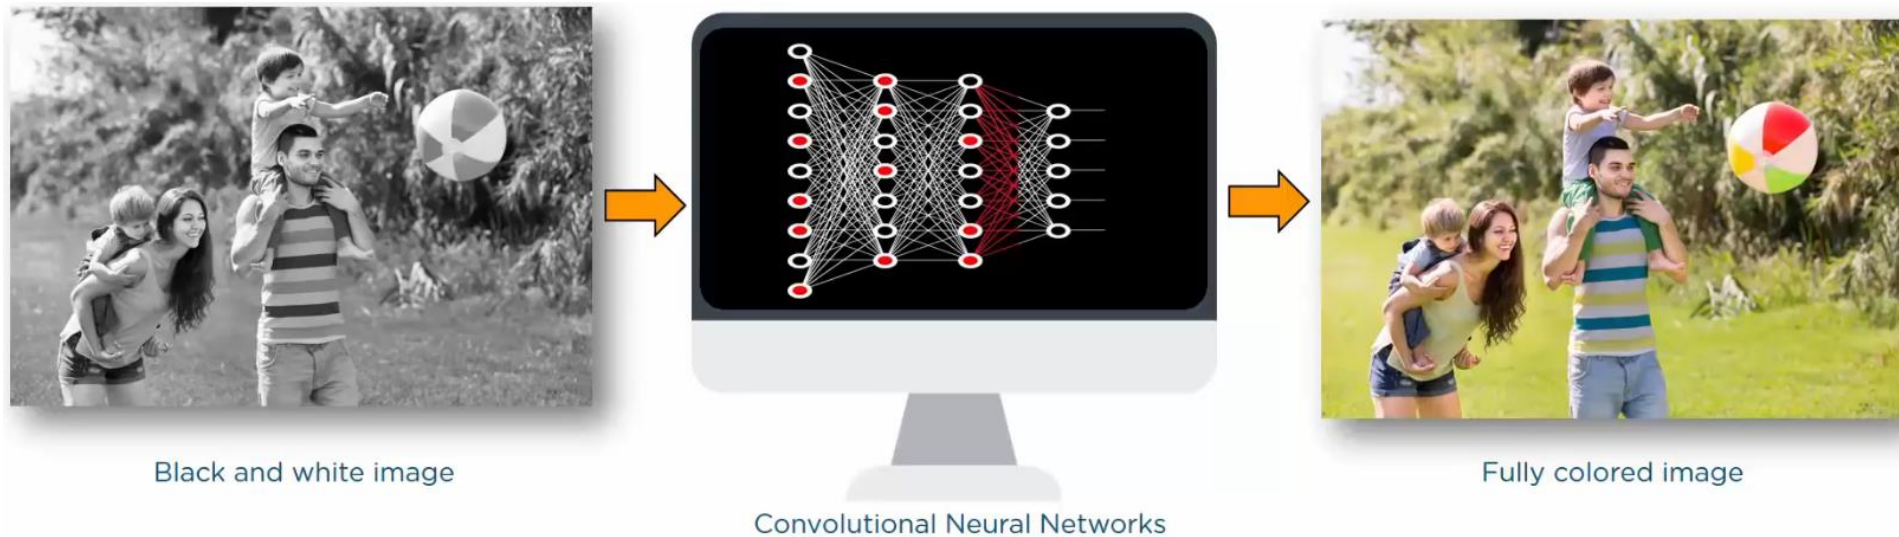 Black and white image
Convolutional Neural Networks
Fully colored image